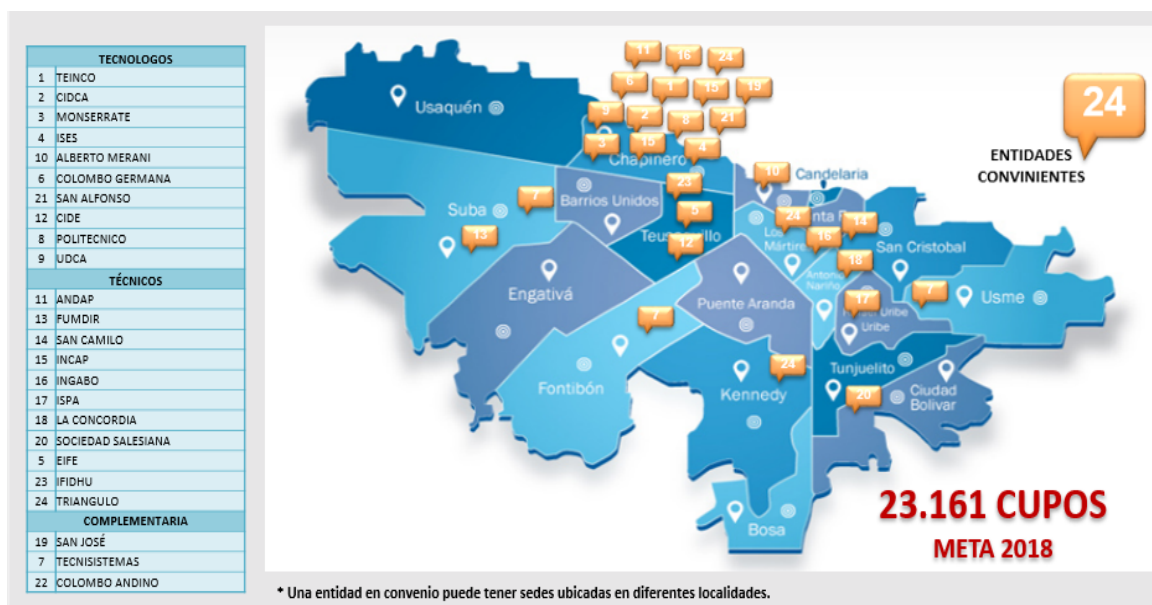 TECNOLOGOS
1 TEINCO
2 CIDCA
3 MONSERRATE
4 ISES
10 ALBERTO MERANI
6 COLOMBO GERMANA
21 SAN ALFONSO
12 CIDE
8 POLITECNICO
9 UDCA
TÉCNICOS
11 ANDAP
13 FUMDIR
14 SAN CAMILO
15 INCAP
16 INGABO
17 ISPA
18 LA CONCORDIA
20 SOCIEDAD SALESIANA
5 EIFE
23 IFIDHU
24 TRIANGULO
COMPLEMENTARIA
19 SAN JOSÉ
7 TECNISISTEMAS
22 COLOMBO ANDINO
11 16 24
6 1 15 19
9 2 8 21
3 15 4
Usaquén
Chapinero
24
ENTIDADES
CONVINIENTES
10
Candelaria
23
7
Barrios Unidos
Suba
5
24
14
13
12
16
Los
San Cristobal
18
Engativá
Antonio
Nariño
Puente Aranda
17
7
Usme
7
Uribe
Uribe
Fontibón
24
Tunjuelito
Kennedy
20
Ciudad
Bolivar
Bosa
23.161 CUPOS
META 2018
* Una entidad en convenio puede tener sedes ubicadas en diferentes localidades.